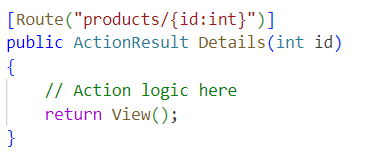 [Route("products/{id:int}")]
public ActionResult Details(int id)
{
    // Action logic here
    return View();
}